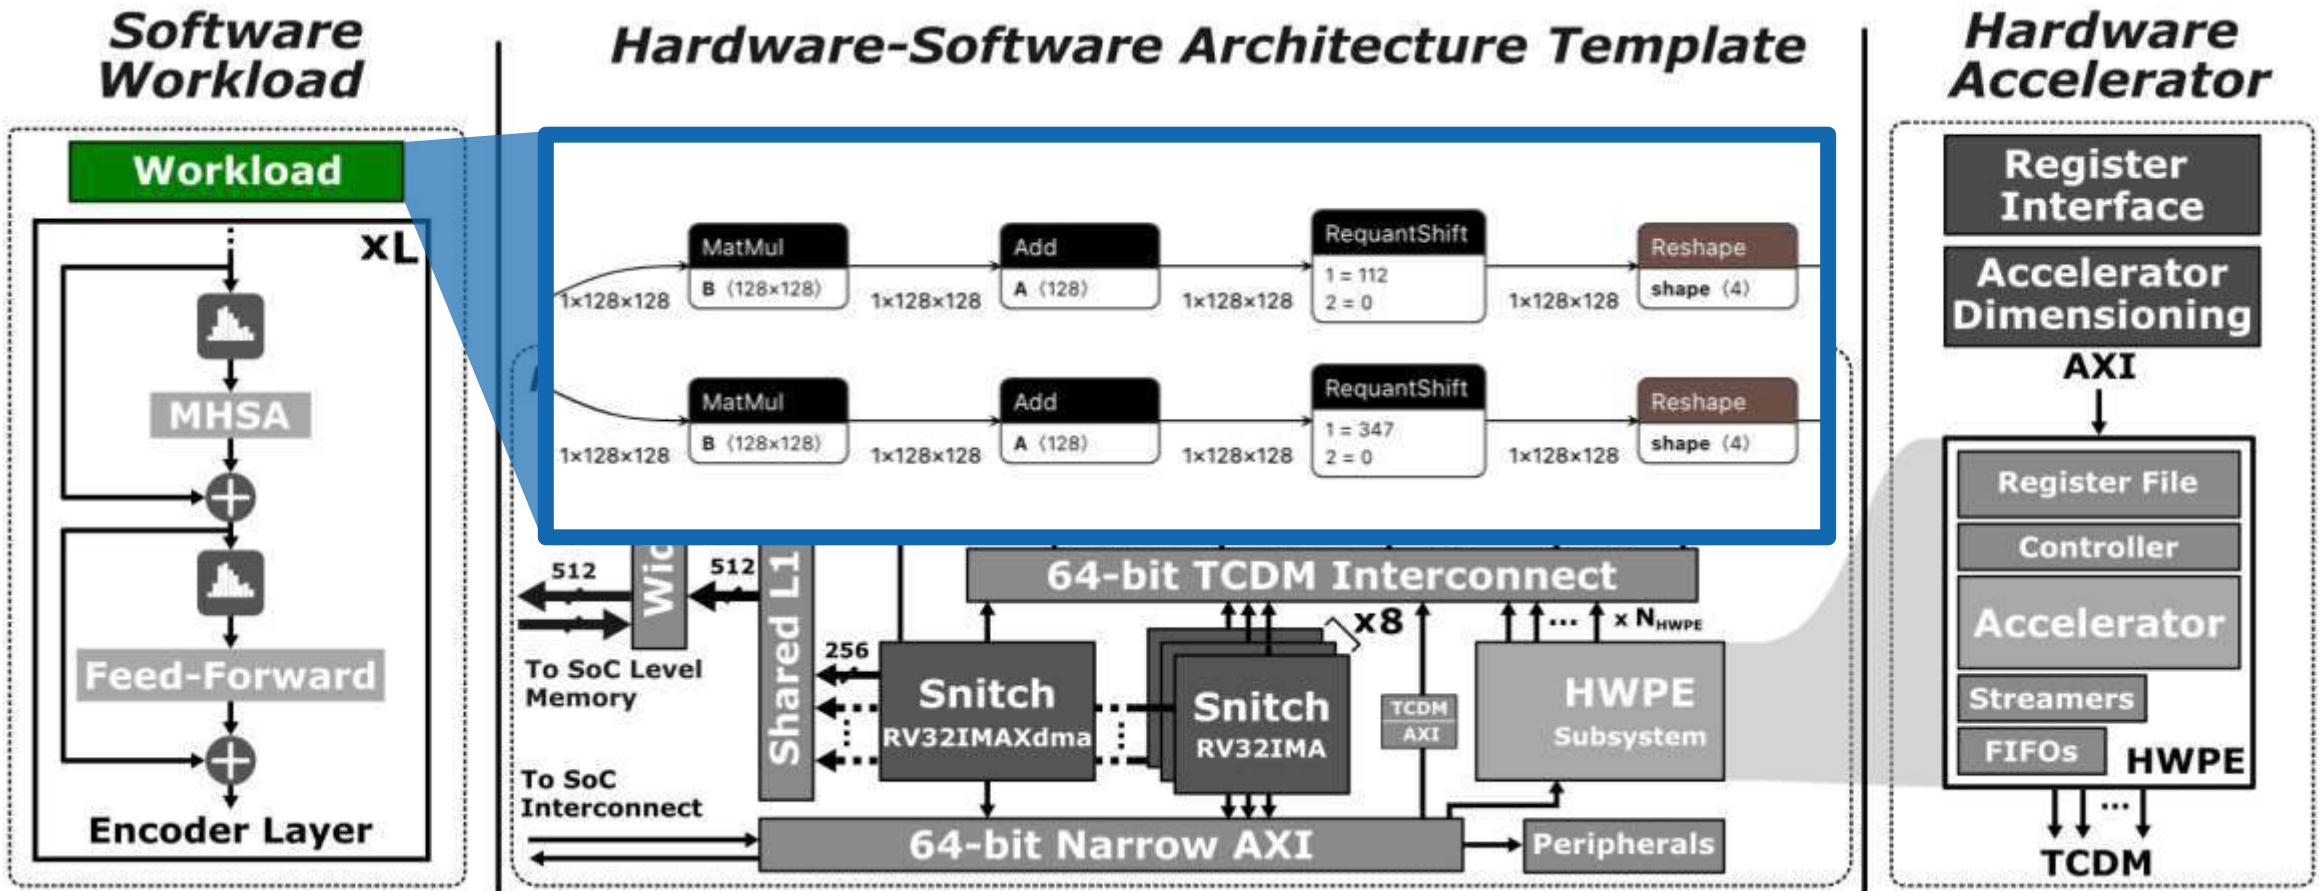 Software
Workload
Workload
xL
MHSA
Feed-Forward
Encoder Layer
Hardware-Software Architecture Template
MatMul
B (128×128)
Add
A (128)
RequantShift
1 = 112
2 = 0
Reshape
shape (4)
1×128×128
1×128×128
1×128×128
1×128×128
MatMul
B (128×128)
Add
A (128)
RequantShift
1 = 347
2 = 0
Reshape
shape (4)
1×128×128
1×128×128
1×128×128
1×128×128
512
512
Shared L1
64-bit TCDM Interconnect
x8
... x N_HWPE
256
To SoC Level
Memory
Snitch
RV32IMAXdma
Snitch
RV32IMA
TCDM
AXI
HWPE
Subsystem
To SoC
Interconnect
64-bit Narrow AXI
Peripherals
Hardware
Accelerator
Register
Interface
Accelerator
Dimensioning
AXI
Register File
Controller
Accelerator
Streamers
FIFOs
HWPE
...
TCDM